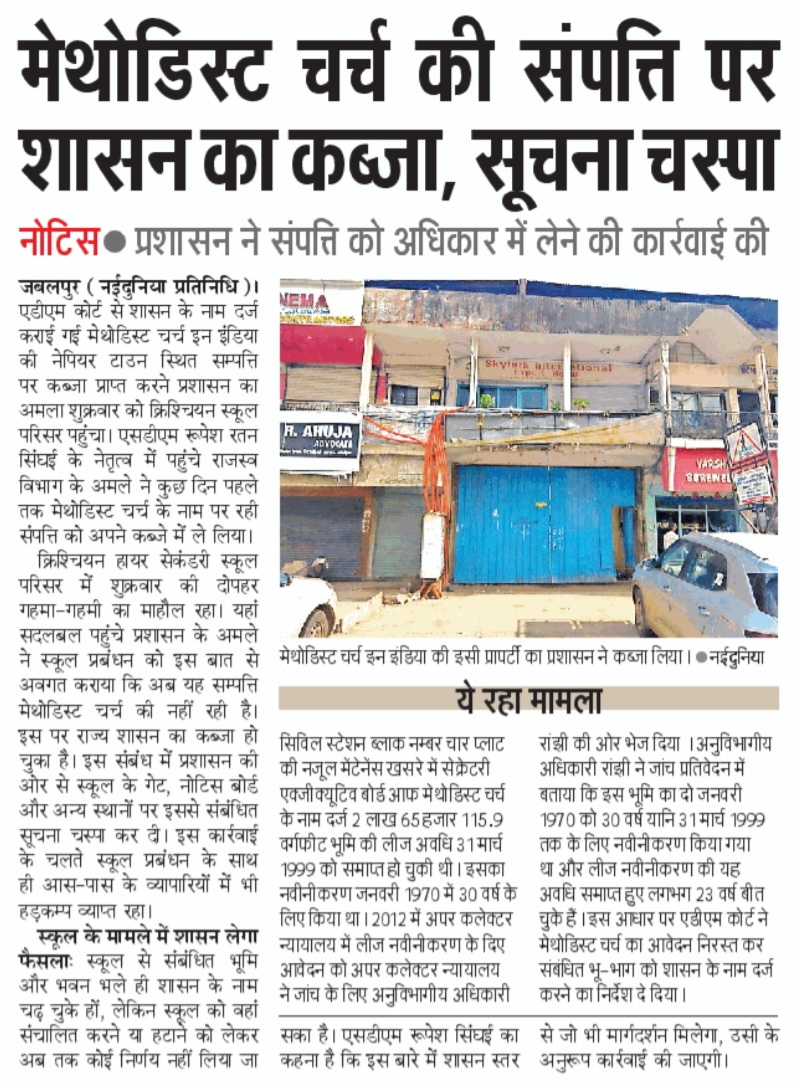 मेथोडिस्ट चर्च की संपत्ति पर
शासन का कब्जा, सूचना चस्पा
नोटिस● प्रशासन ने संपत्ति को अधिकार में लेने की कार्रवाई की
जबलपुर ( नईदुनिया प्रतिनिधि )।
एडीएम कोर्ट से शासन के नाम दर्ज
कराई गई मेथोडिस्ट चर्च इन इंडिया
की नेपियर टाउन स्थित सम्पत्ति
पर कब्जा प्राप्त करने प्रशासन का
अमला शुक्रवार को क्रिश्चियन स्कूल
परिसर पहुंचा। एसडीएम रूपेश रतन
सिंघई के नेतृत्व में पहुंचे राजस्व
विभाग के अमले ने कुछ दिन पहले
तक मेथोडिस्ट चर्च के नाम पर रही
संपत्ति को अपने कब्जे में ले लिया।
क्रिश्चियन हायर सेकंडरी स्कूल
परिसर में शुक्रवार की दोपहर
गहमा-गहमी का माहौल रहा। यहां
सदलबल पहुंचे प्रशासन के अमले
ने स्कूल प्रबंधन को इस बात से
अवगत कराया कि अब यह सम्पत्ति
मेथोडिस्ट चर्च की नहीं रही है।
इस पर राज्य शासन का कब्जा हो
चुका है। इस संबंध में प्रशासन की
ओर से स्कूल के गेट, नोटिस बोर्ड
और अन्य स्थानों पर इससे संबंधित
सूचना चस्पा कर दी। इस कार्रवाई
के चलते स्कूल प्रबंधन के साथ
ही आस-पास के व्यापारियों में भी
हड़कम्प व्याप्त रहा।
स्कूल के मामले में शासन लेगा
फैसलाः स्कूल से संबंधित भूमि
और भवन भले ही शासन के नाम
चढ़ चुके हों, लेकिन स्कूल को वहां
संचालित करने या हटाने को लेकर
अब तक कोई निर्णय नहीं लिया जा
NEMA
R. AHUJA
ADVOCATE
Skylark International
Export House
VARSHA
BOREWELL
मेथोडिस्ट चर्च इन इंडिया की इसी प्रापर्टी का प्रशासन ने कब्जा लिया। ●नईदुनिया
ये रहा मामला
सिविल स्टेशन ब्लाक नम्बर चार प्लाट
की नजूल मेंटेनेंस खसरे में सेक्रेटरी
एक्जीक्यूटिव बोर्ड आफ मेथोडिस्ट चर्च
के नाम दर्ज 2 लाख 65 हजार 115.9
वर्गफीट भूमि की लीज अवधि 31 मार्च
1999 को समाप्त हो चुकी थी। इसका
नवीनीकरण जनवरी 1970 में 30 वर्ष के
लिए किया था। 2012 में अपर कलेक्टर
न्यायालय में लीज नवीनीकरण के दिए
आवेदन को अपर कलेक्टर न्यायालय
ने जांच के लिए अनुविभागीय अधिकारी
रांझी की ओर भेज दिया ।अनुविभागीय
अधिकारी रांझी ने जांच प्रतिवेदन में
बताया कि इस भूमि का दो जनवरी
1970 को 30 वर्ष यानि 31 मार्च 1999
तक के लिए नवीनीकरण किया गया
था और लीज नवीनीकरण की यह
अवधि समाप्त हुए लगभग 23 वर्ष बीत
चुके हैं। इस आधार पर एडीएम कोर्ट ने
मेथोडिस्ट चर्च का आवेदन निरस्त कर
संबंधित भू-भाग को शासन के नाम दर्ज
करने का निर्देश दे दिया।
सका है। एसडीएम रूपेश सिंघई का
कहना है कि इस बारे में शासन स्तर
से जो भी मार्गदर्शन मिलेगा, उसी के
अनुरूप कार्रवाई की जाएगी।